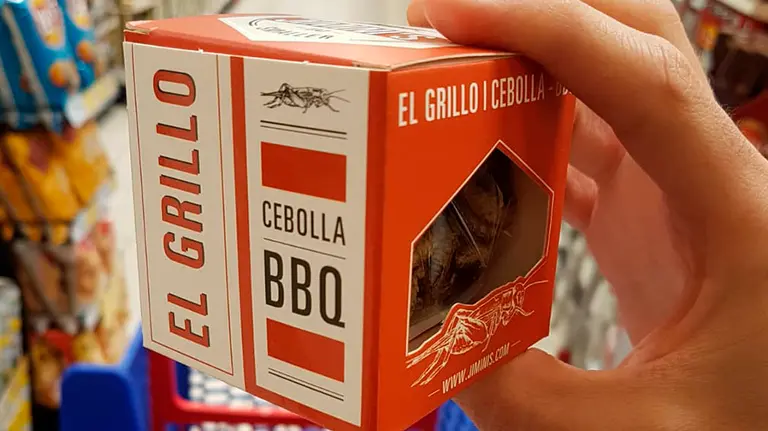 EL GRILLO
CEBOLLA
BBQ
EL GRILLO | CEBOLLA -
WWW.JIMINIS.COM